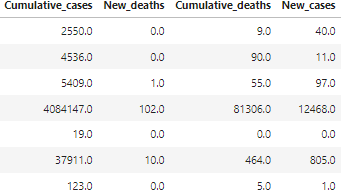 Cumulative_cases New_deaths Cumulative_deaths New_cases
2550.0 0.0 9.0 40.0
4536.0 0.0 90.0 11.0
5409.0 1.0 55.0 97.0
4084147.0 102.0 81306.0 12468.0
19.0 0.0 0.0 0.0
37911.0 10.0 464.0 805.0
123.0 0.0 5.0 1.0